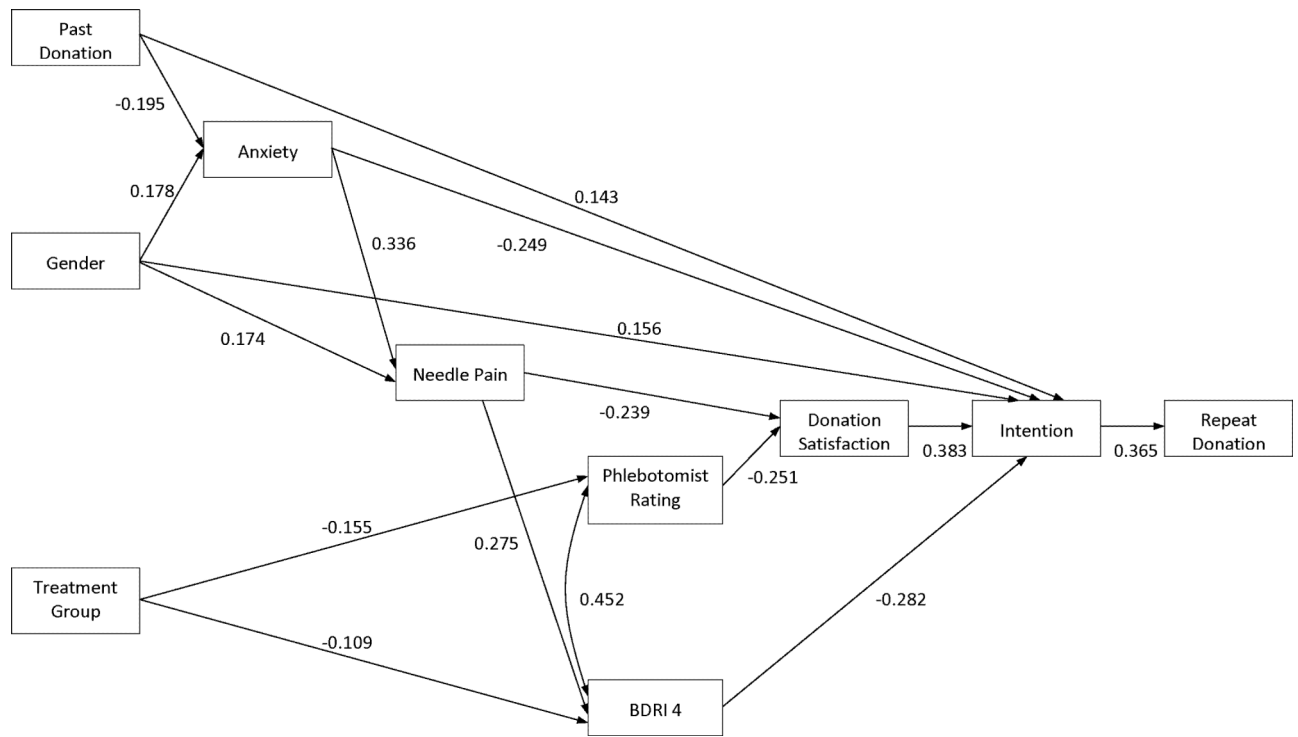 Past
Donation
-0.195
Anxiety
0.178
0.143
Gender
0.336
-0.249
0.174
0.156
Needle Pain
-0.239
Donation
Satisfaction
0.383
Intention
0.365
Repeat
Donation
Phlebotomist
Rating
-0.251
-0.155
0.275
Treatment
Group
0.452
-0.282
-0.109
BDRI 4